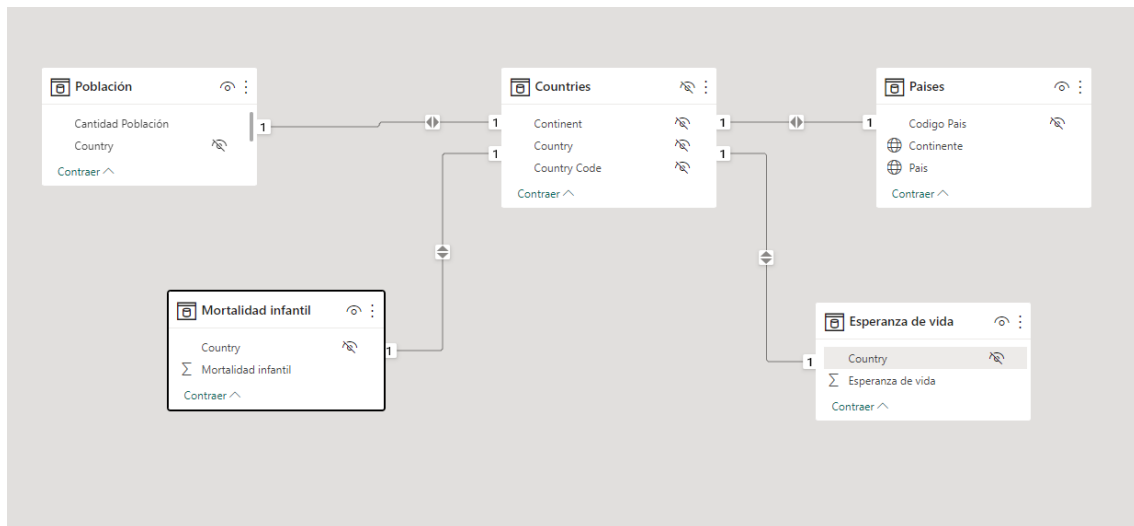 Población
Cantidad Población
Country
Contraer
1
1
1
Countries
Continent
Country
Country Code
Contraer
1
1
1
Paises
Codigo Pais
Continente
Pais
Contraer
Mortalidad infantil
Country
Mortalidad infantil
Contraer
1
1
Esperanza de vida
Country
Esperanza de vida
Contraer